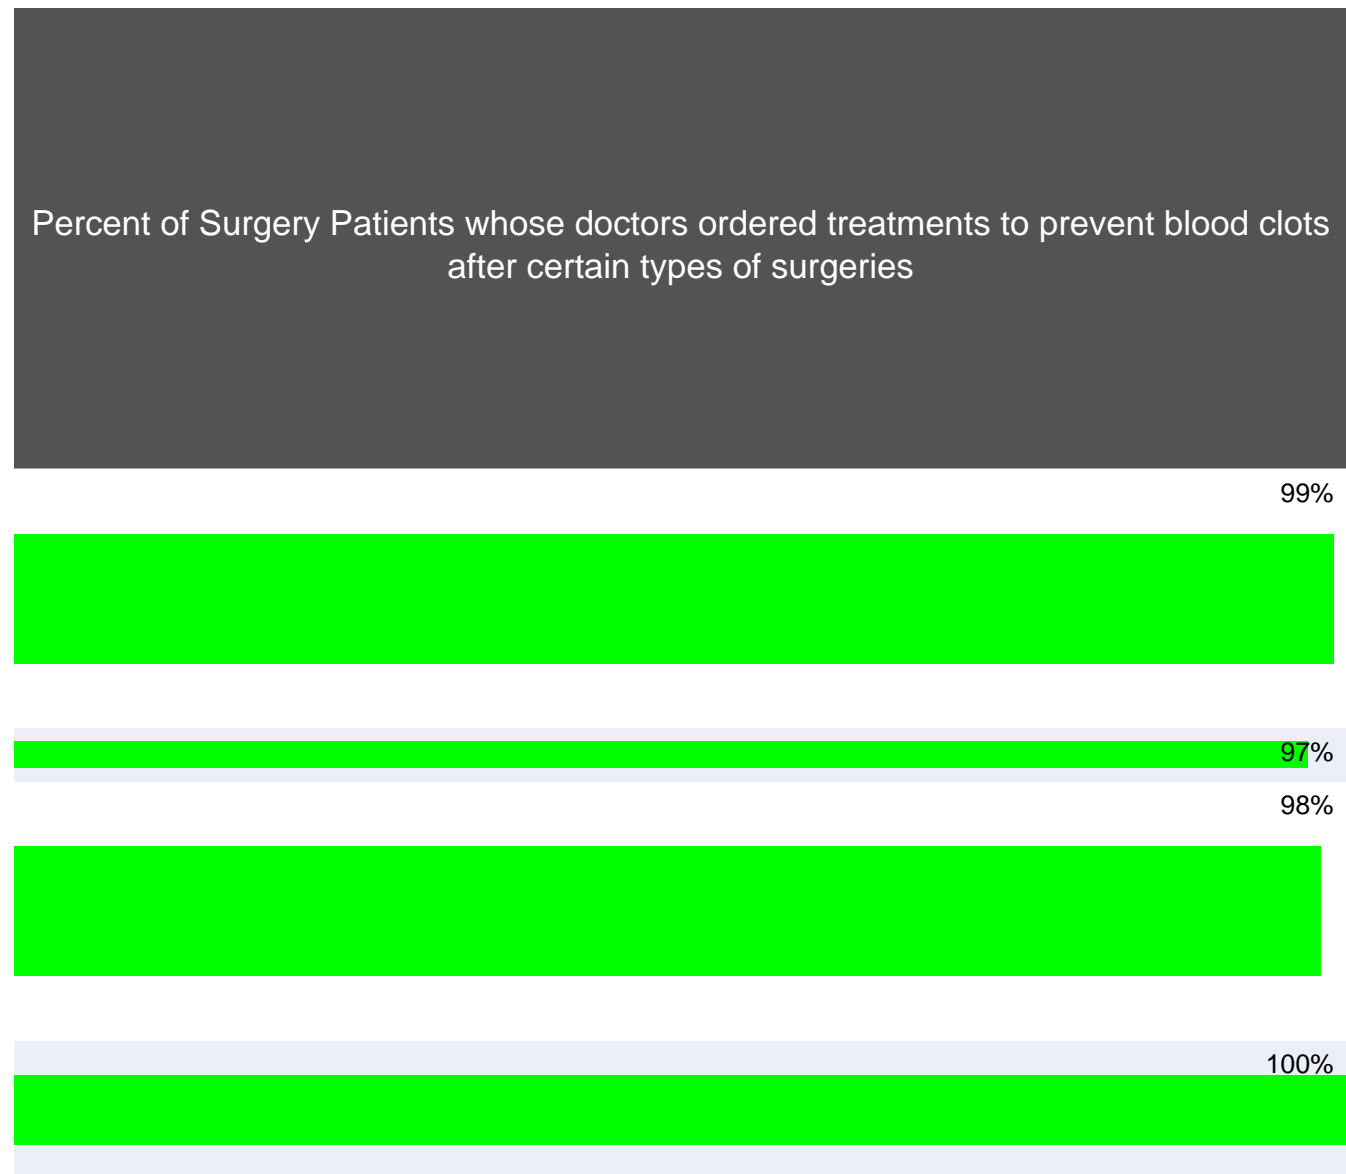 Percent of Surgery Patients whose doctors ordered treatments to prevent blood clots
after certain types of surgeries
99%
97%
98%
100%